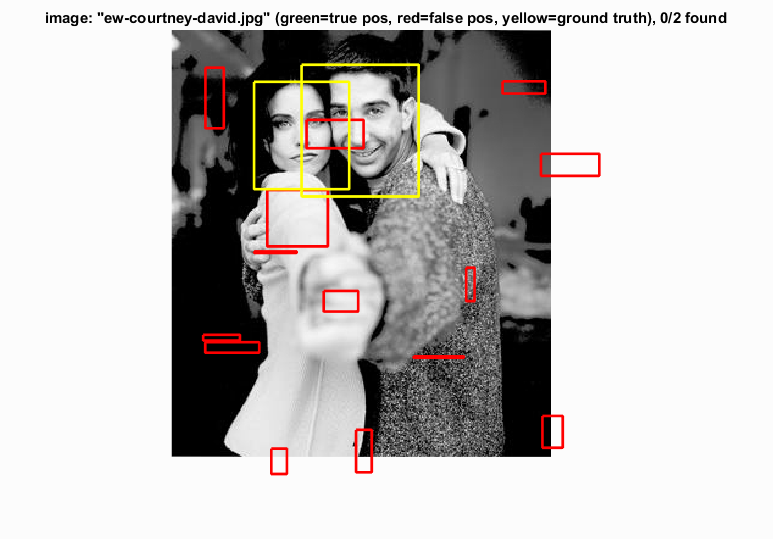 image: "ew-courtney-david.jpg" (green=true pos, red=false pos, yellow=ground truth), 0/2 found